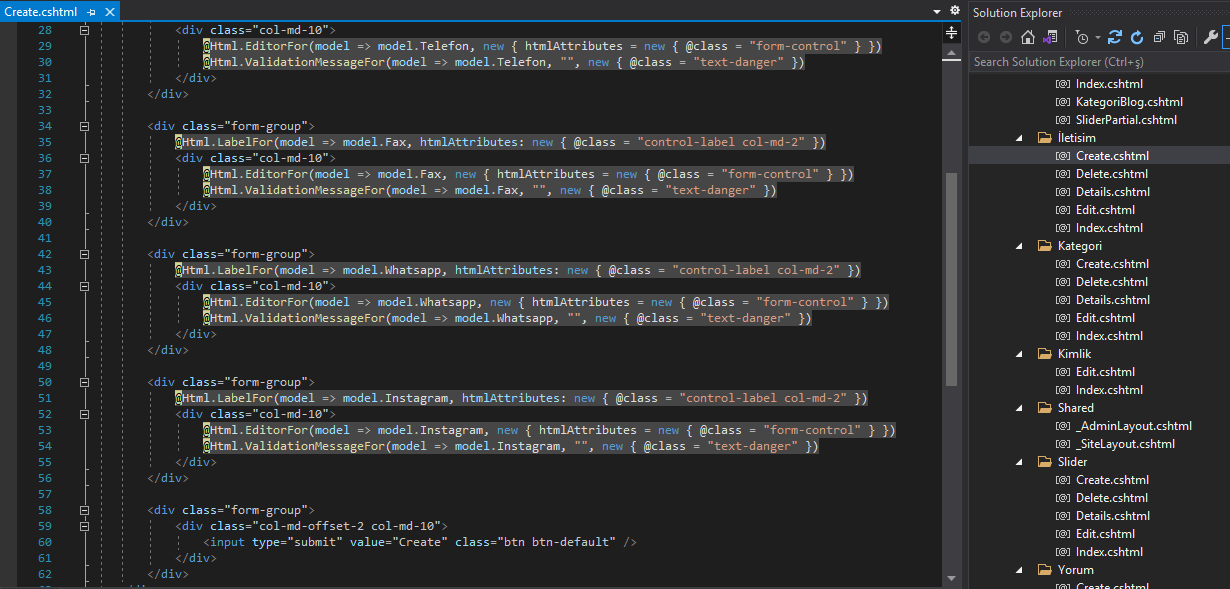 Create.cshtml
28 <div class="col-md-10">
29 @Html.EditorFor(model => model.Telefon, new { htmlAttributes = new { @class = "form-control" } })
30 @Html.ValidationMessageFor(model => model.Telefon, "", new { @class = "text-danger" })
31 </div>
32 </div>
33
34 <div class="form-group">
35 @Html.LabelFor(model => model.Fax, htmlAttributes: new { @class = "control-label col-md-2" })
36 <div class="col-md-10">
37 @Html.EditorFor(model => model.Fax, new { htmlAttributes = new { @class = "form-control" } })
38 @Html.ValidationMessageFor(model => model.Fax, "", new { @class = "text-danger" })
39 </div>
40 </div>
41
42 <div class="form-group">
43 @Html.LabelFor(model => model.Whatsapp, htmlAttributes: new { @class = "control-label col-md-2" })
44 <div class="col-md-10">
45 @Html.EditorFor(model => model.Whatsapp, new { htmlAttributes = new { @class = "form-control" } })
46 @Html.ValidationMessageFor(model => model.Whatsapp, "", new { @class = "text-danger" })
47 </div>
48 </div>
49
50 <div class="form-group">
51 @Html.LabelFor(model => model.Instagram, htmlAttributes: new { @class = "control-label col-md-2" })
52 <div class="col-md-10">
53 @Html.EditorFor(model => model.Instagram, new { htmlAttributes = new { @class = "form-control" } })
54 @Html.ValidationMessageFor(model => model.Instagram, "", new { @class = "text-danger" })
55 </div>
56 </div>
57
58 <div class="form-group">
59 <div class="col-md-offset-2 col-md-10">
60 <input type="submit" value="Create" class="btn btn-default" />
61 </div>
62 </div>
Solution Explorer
Search Solution Explorer (Ctrl+ş)
Index.cshtml
KategoriBlog.cshtml
SliderPartial.cshtml
İletisim
Create.cshtml
Delete.cshtml
Details.cshtml
Edit.cshtml
Index.cshtml
Kategori
Create.cshtml
Delete.cshtml
Details.cshtml
Edit.cshtml
Index.cshtml
Kimlik
Edit.cshtml
Index.cshtml
Shared
_AdminLayout.cshtml
_SiteLayout.cshtml
Slider
Create.cshtml
Delete.cshtml
Details.cshtml
Edit.cshtml
Index.cshtml
Yorum
Create.cshtml